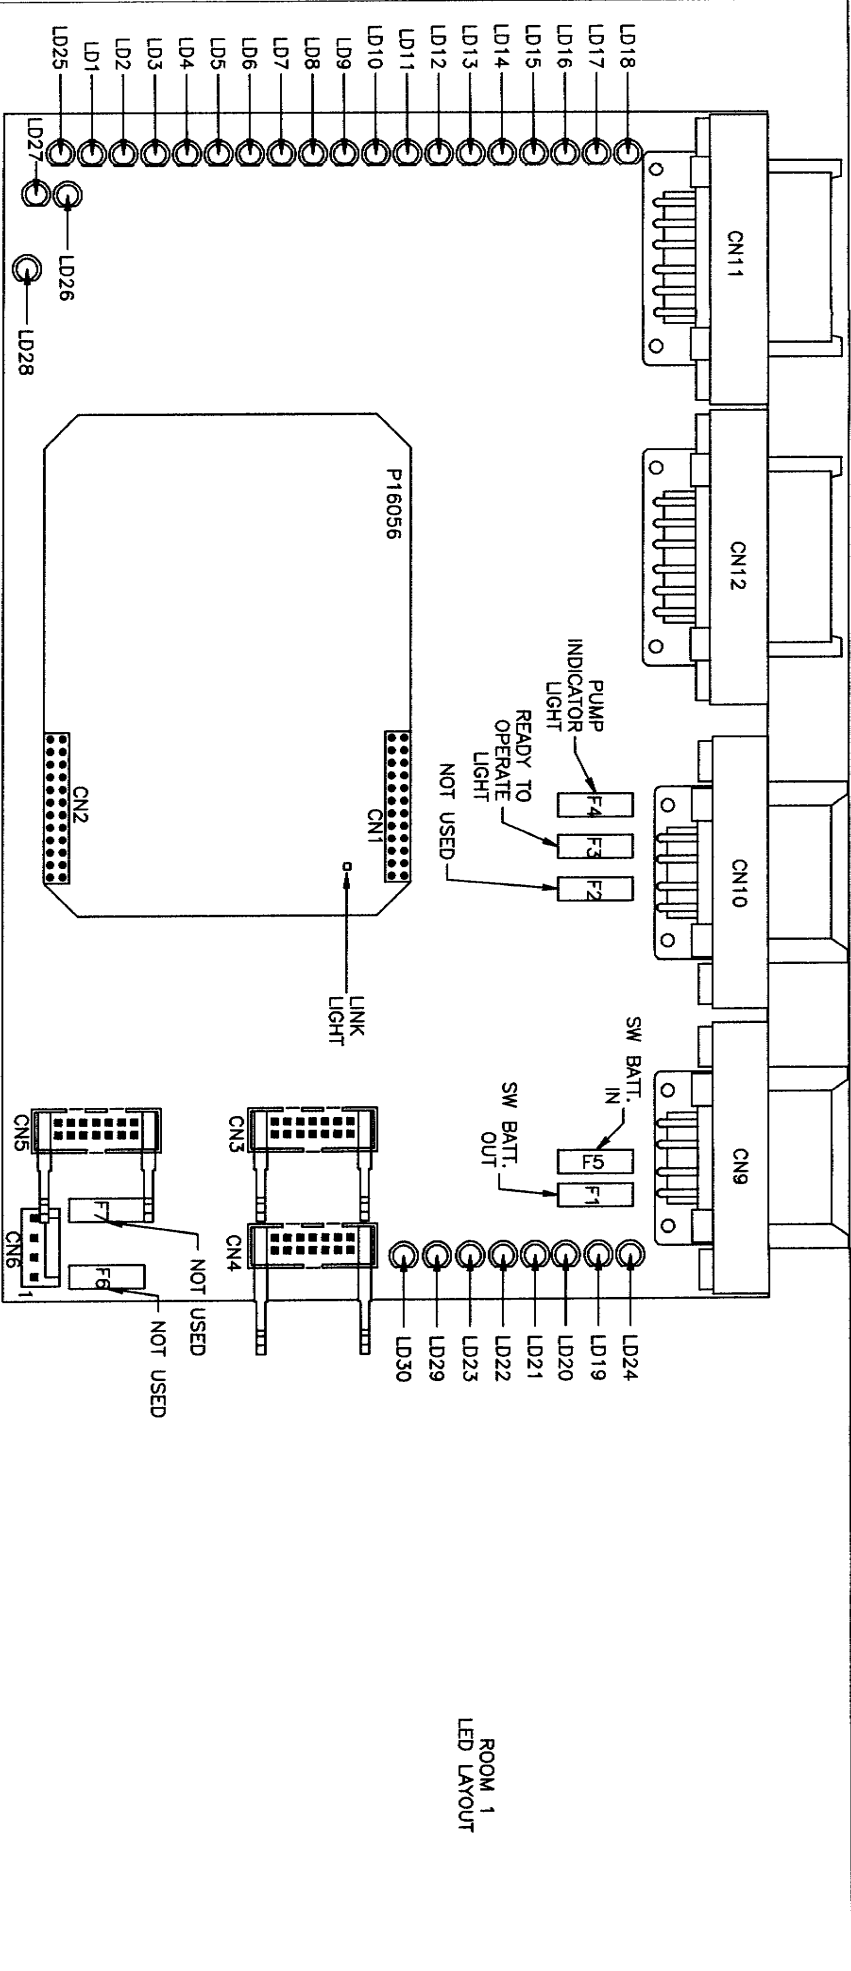 LD18
LD17
LD16
LD15
LD14
LD13
LD12
LD11
LD10
LD9
LD8
LD7
LD6
LD5
LD4
LD3
LD2
LD1
LD25
LD27
LD26
LD28
CN11
CN12
CN10
CN9
P16056
CN1
CN2
LINK
LIGHT
PUMP
INDICATOR
LIGHT
READY TO
OPERATE
LIGHT
NOT USED
F4
F3
F2
SW BATT.
IN
SW BATT.
OUT
F5
F1
CN3
CN4
CN5
CN6
1
F7
F6
NOT USED
NOT USED
LD24
LD19
LD20
LD21
LD22
LD23
LD29
LD30
ROOM 1
LED LAYOUT